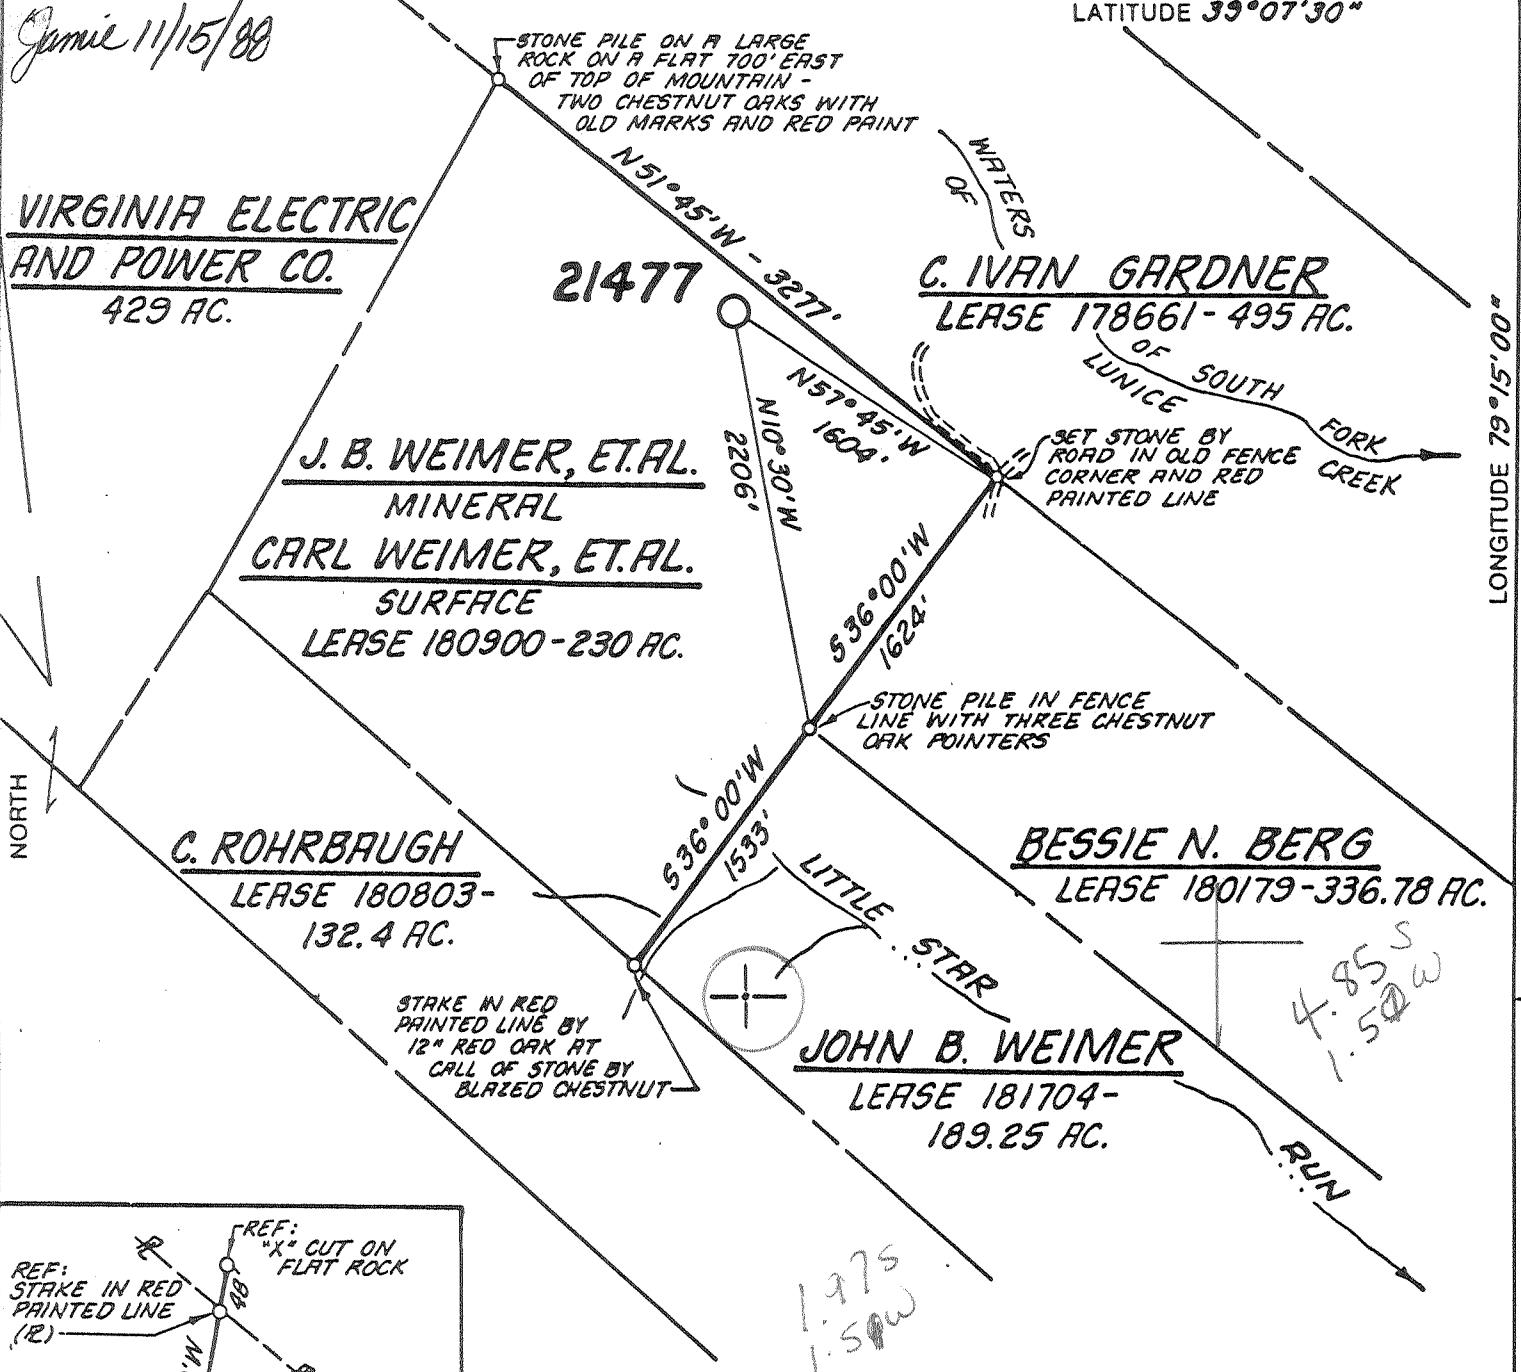 Jamie 11/15/88
LATITUDE 39°07'30"
STONE PILE ON A LARGE
ROCK ON A FLAT 700' EAST
OF TOP OF MOUNTAIN -
TWO CHESTNUT OAKS WITH
OLD MARKS AND RED PAINT
N51°45'W - 3277'
WATERS
OF
VIRGINIA ELECTRIC
AND POWER CO.
429 AC.
21477
C. IVAN GARDNER
LEASE 178661-495 AC.
OF SOUTH FORK
LUNICE CREEK
LONGITUDE 79°15'00"
N57°45'W
1604'
N10°30'W
2206'
SET STONE BY
ROAD IN OLD FENCE
CORNER AND RED
PAINTED LINE
J. B. WEIMER, ET.AL.
MINERAL
CARL WEIMER, ET.AL.
SURFACE
LEASE 180900-230 AC.
S36°00'W
1624'
STONE PILE IN FENCE
LINE WITH THREE CHESTNUT
OAK POINTERS
NORTH
S36°00'W
1533'
C. ROHRBAUGH
LEASE 180803-
132.4 AC.
LITTLE STAR
BESSIE N. BERG
LEASE 180179-336.78 AC.
4.85 S
W
STAKE IN RED
PAINTED LINE BY
12" RED OAK AT
CALL OF STONE BY
BLAZED CHESTNUT
JOHN B. WEIMER
LEASE 181704-
189.25 AC.
RUN
1.97S
W
REF:
"X" CUT ON
FLAT ROCK
REF:
STAKE IN RED
PAINTED LINE
(R)
48'